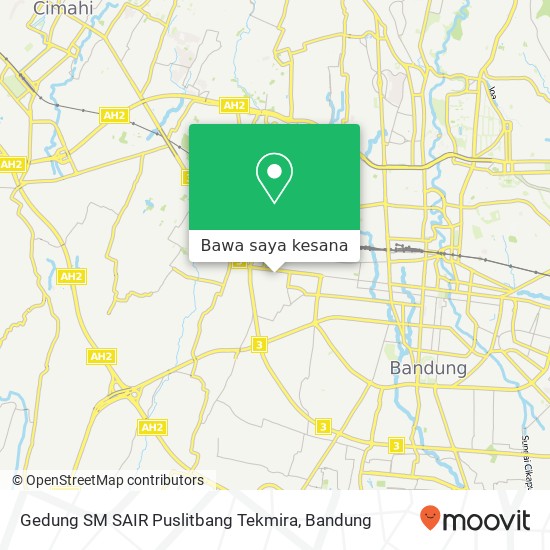 Cimahi
AH2
AH2
AH2
Bawa saya kesana
3
AH2
AH2
3
Bandung
3
AH2
3
© OpenStreetMap contributors
Gedung SM SAIR Puslitbang Tekmira, Bandung
moovit